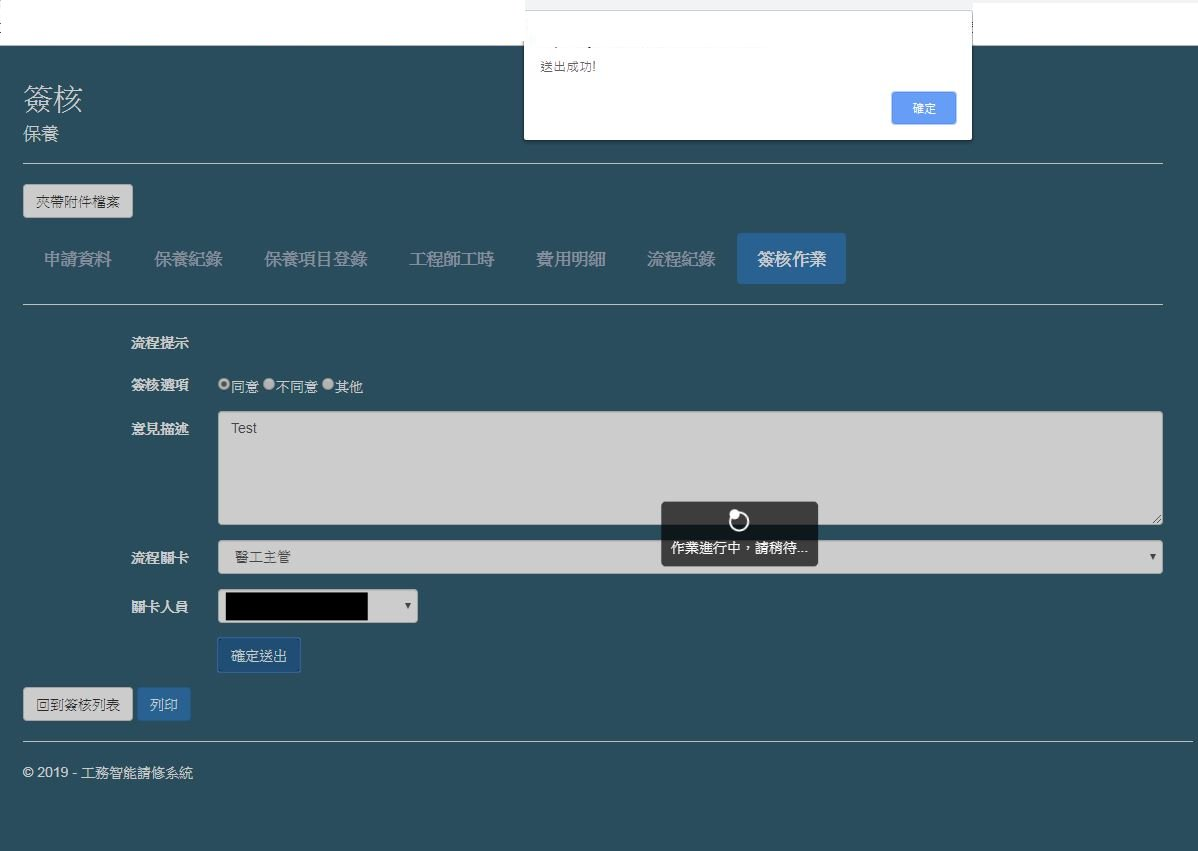 送出成功!
確定
簽核
保養
夾帶附件檔案
申請資料 保養紀錄 保養項目登錄 工程師工時 費用明細 流程紀錄 簽核作業
流程提示
簽核選項 同意 不同意 其他
意見描述 Test
作業進行中，請稍待...
流程關卡 醫工主管
關卡人員
確定送出
回到簽核列表 列印
© 2019 - 工務智能請修系統